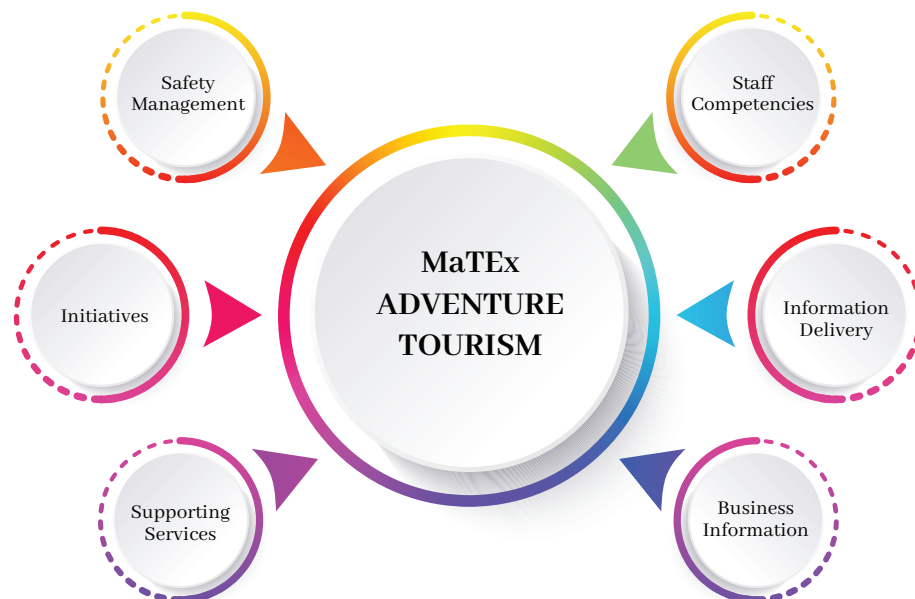 Safety
Management
Staff
Competencies
MaTEx
ADVENTURE
TOURISM
Initiatives
Information
Delivery
Supporting
Services
Business
Information